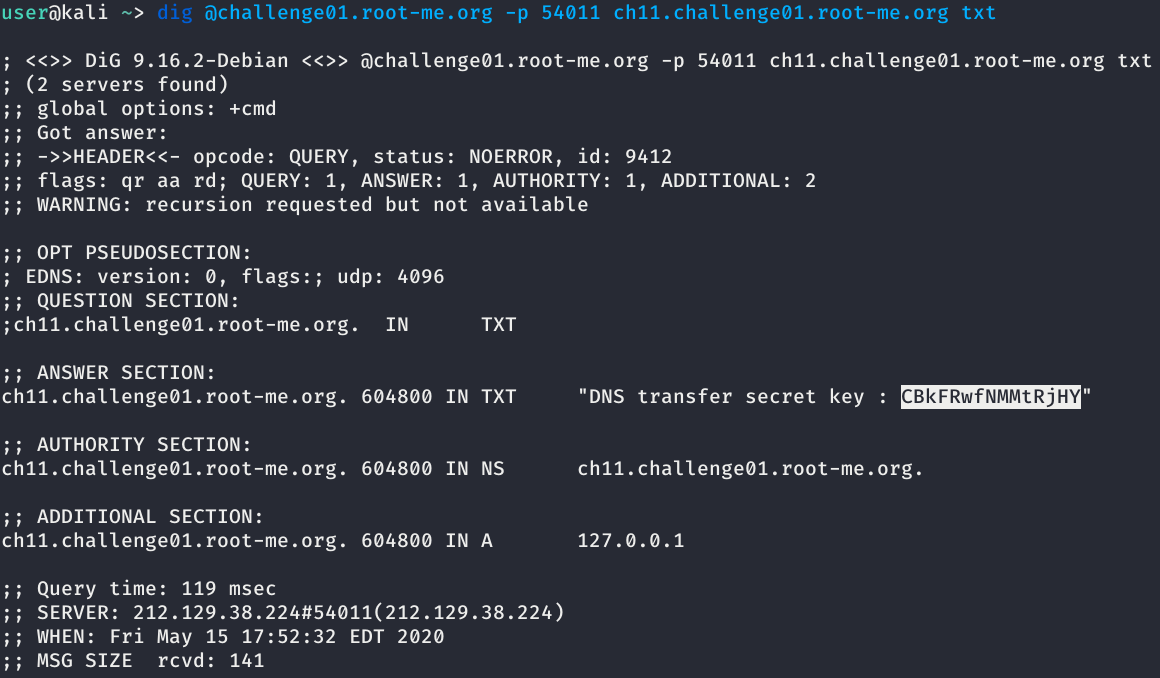 user@kali ~> dig @challenge01.root-me.org -p 54011 ch11.challenge01.root-me.org txt
; <<>> DiG 9.16.2-Debian <<>> @challenge01.root-me.org -p 54011 ch11.challenge01.root-me.org txt
; (2 servers found)
;; global options: +cmd
;; Got answer:
;; ->>HEADER<<- opcode: QUERY, status: NOERROR, id: 9412
;; flags: qr aa rd; QUERY: 1, ANSWER: 1, AUTHORITY: 1, ADDITIONAL: 2
;; WARNING: recursion requested but not available
;; OPT PSEUDOSECTION:
; EDNS: version: 0, flags:; udp: 4096
;; QUESTION SECTION:
;ch11.challenge01.root-me.org. IN TXT
;; ANSWER SECTION:
ch11.challenge01.root-me.org. 604800 IN TXT "DNS transfer secret key : CBkFRwfNMMtRjHY"
;; AUTHORITY SECTION:
ch11.challenge01.root-me.org. 604800 IN NS ch11.challenge01.root-me.org.
;; ADDITIONAL SECTION:
ch11.challenge01.root-me.org. 604800 IN A 127.0.0.1
;; Query time: 119 msec
;; SERVER: 212.129.38.224#54011(212.129.38.224)
;; WHEN: Fri May 15 17:52:32 EDT 2020
;; MSG SIZE rcvd: 141